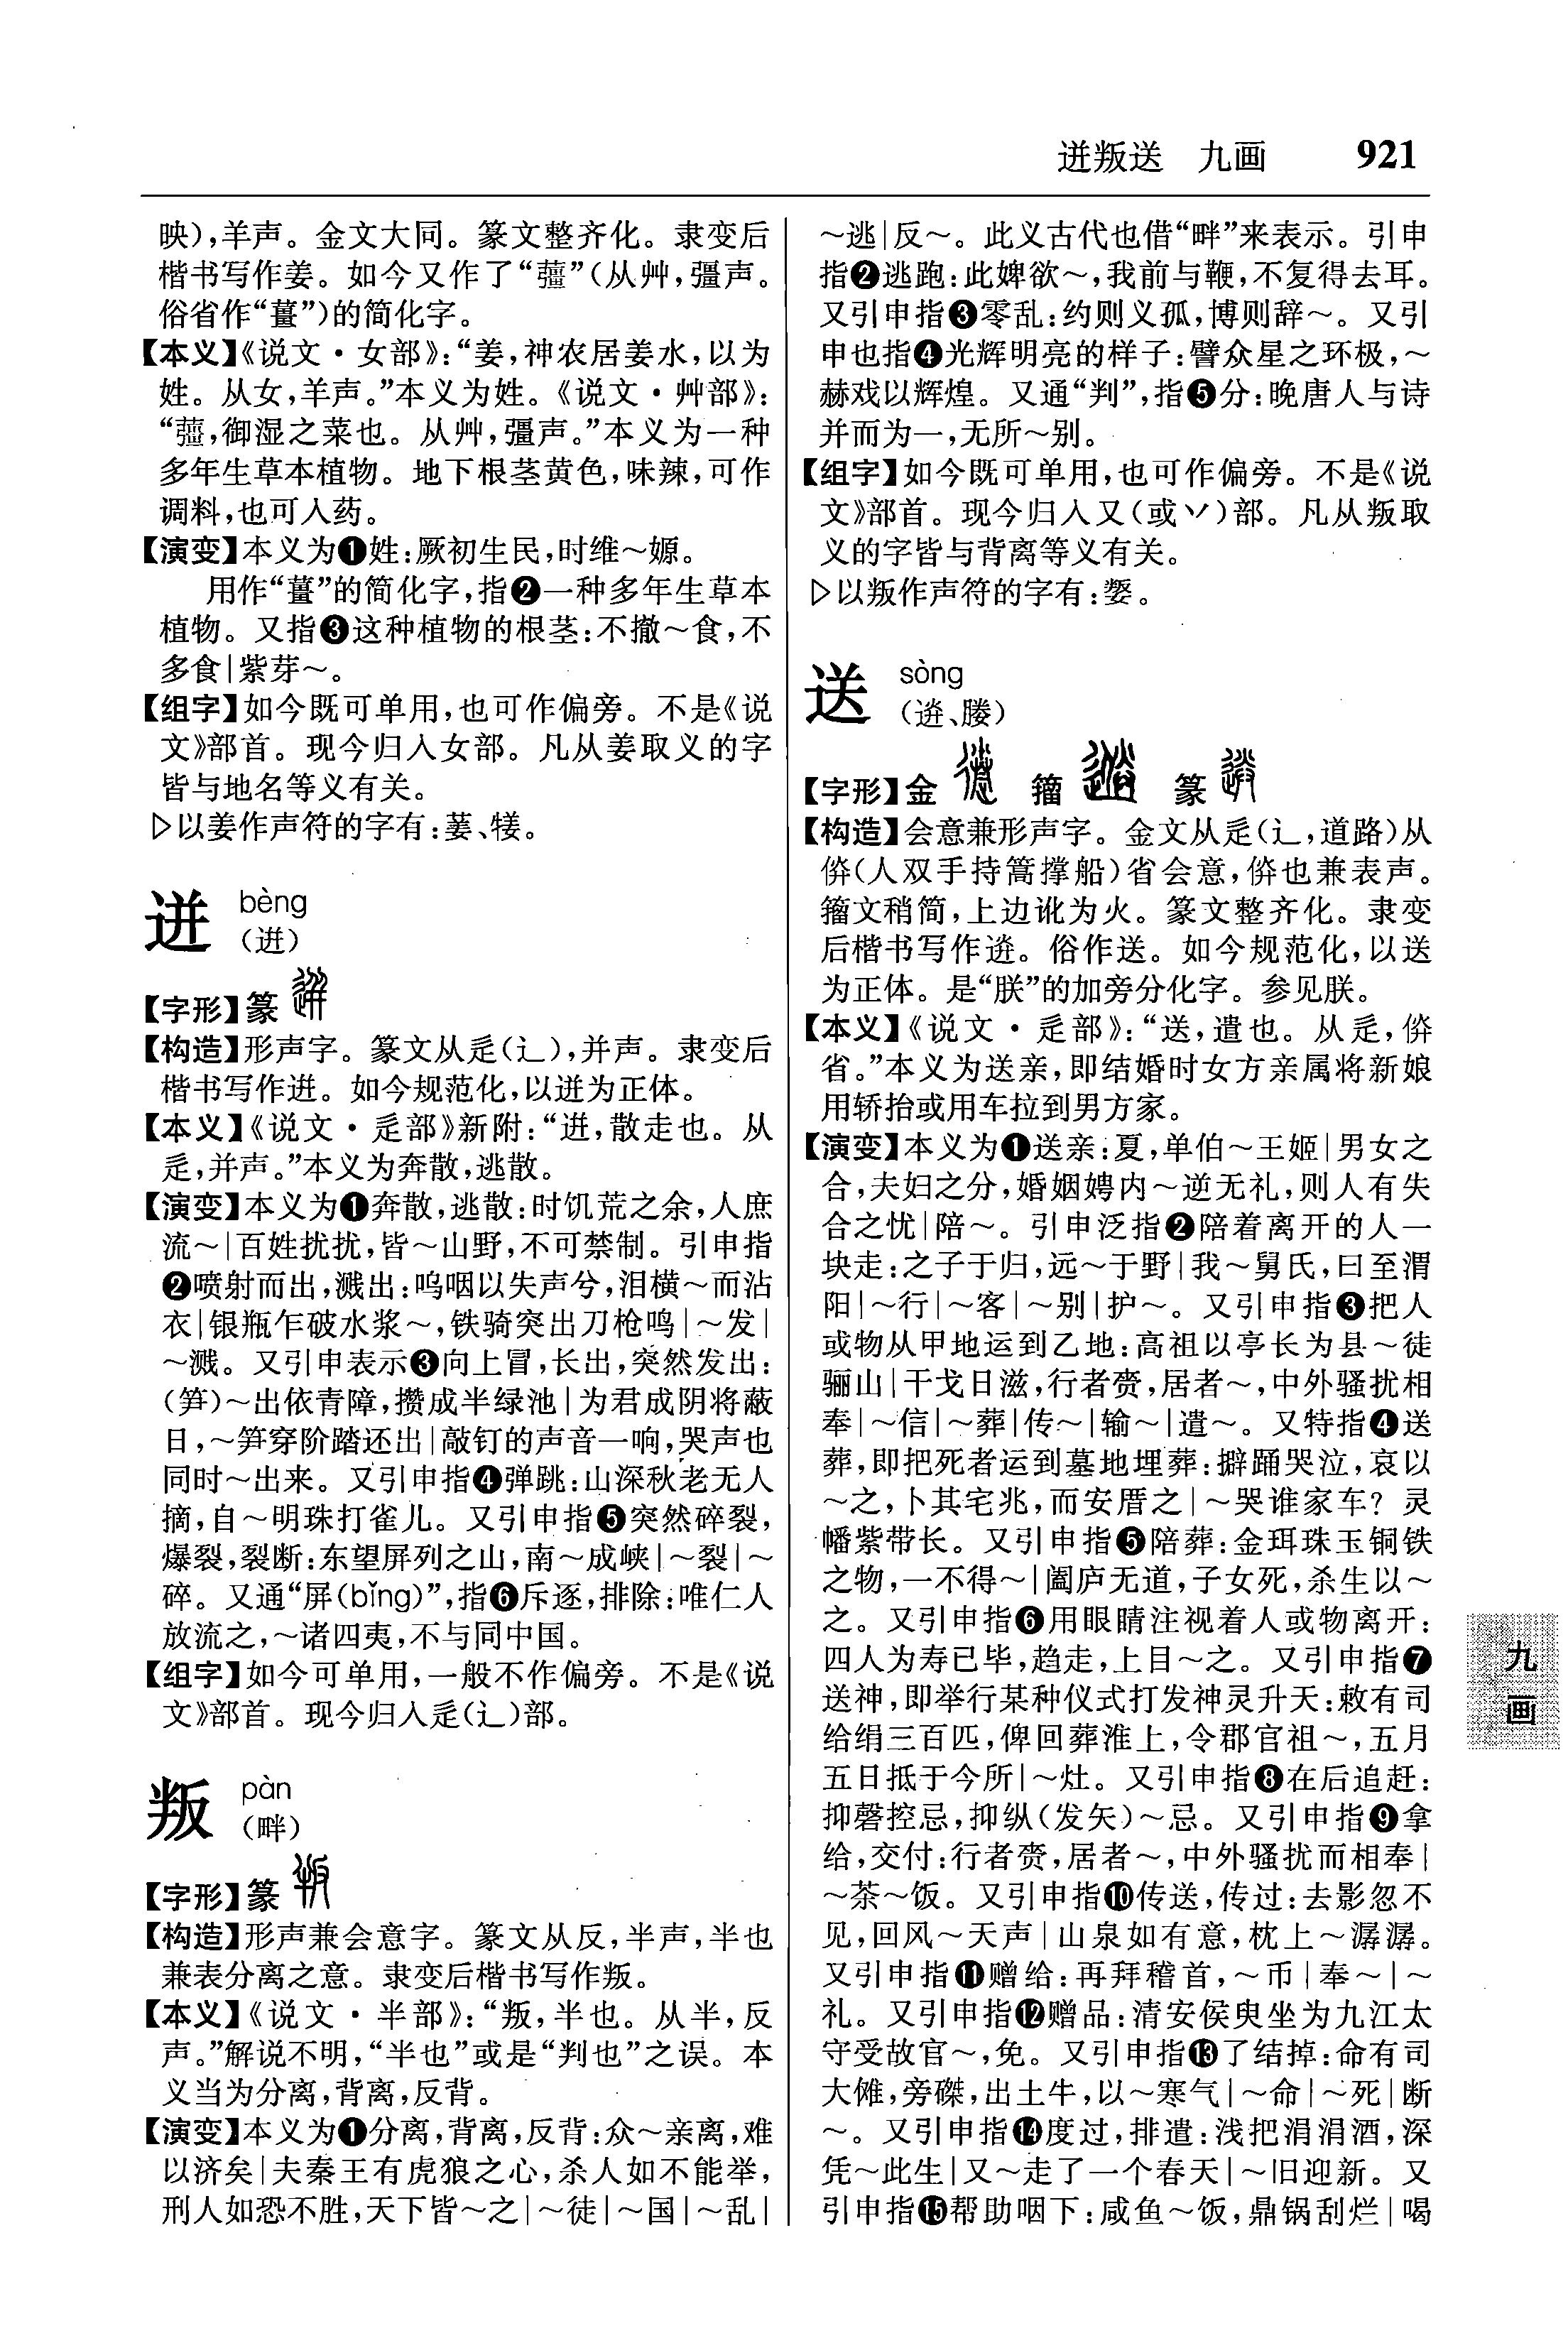 迸叛送 九画 921
映),羊声。金文大同。篆文整齐化。隶变后
楷书写作姜。如今又作了“薑”(从艸,彊声。
俗省作“薑”)的简化字。
【本义】《说文·女部》:“姜,神农居姜水,以为
姓。从女,羊声。”本义为姓。《说文·艸部》:
“御湿之菜也。从艸,彊声。”本义为一种
多年生草本植物。地下根茎黄色,味辣,可作
调料,也可入药。
【演变】本义为❶姓:厥初生民,时维~嫄。
用作“薑”的简化字,指❷一种多年生草本
植物。又指❸这种植物的根茎:不撤~食,不
多食|紫芽~。
【组字】如今既可单用,也可作偏旁。不是《说
文》部首。现今归入女部。凡从姜取义的字
皆与地名等义有关。
▷以姜作声符的字有:葁、㹔。
迸 bèng
(逬)
【字形】篆
【构造】形声字。篆文从辵(辶),并声。隶变后
楷书写作逬。如今规范化,以迸为正体。
【本义】《说文·辵部》新附:“逬,散走也。从
辵,并声。”本义为奔散,逃散。
【演变】本义为❶奔散,逃散:时饥荒之余,人庶
流~|百姓扰扰,皆~山野,不可禁制。引申指
❷喷射而出,溅出:呜咽以失声兮,泪横~而沾
衣|银瓶乍破水浆~,铁骑突出刀枪鸣|~发|
~溅。又引申表示❸向上冒,长出,突然发出:
(笋)~出依青障,攒成半绿池|为君成阴将蔽
日,~笋穿阶踏还出|敲钉的声音一响,哭声也
同时~出来。又引申指❹弹跳:山深秋老无人
摘,自~明珠打雀儿。又引申指❺突然碎裂,
爆裂,裂断:东望屏列之山,南~成峡|~裂|~
碎。又通“屏(bǐng)”,指❻斥逐,排除:唯仁人
放流之,~诸四夷,不与同中国。
【组字】如今可单用,一般不作偏旁。不是《说
文》部首。现今归入辵(辶)部。
叛 pàn
(畔)
【字形】篆
【构造】形声兼会意字。篆文从反,半声,半也
兼表分离之意。隶变后楷书写作叛。
【本义】《说文·半部》:“叛,半也。从半,反
声。”解说不明,“半也”或是“判也”之误。本
义当为分离,背离,反背。
【演变】本义为❶分离,背离,反背:众~亲离,难
以济矣|夫秦王有虎狼之心,杀人如不能举,
刑人如恐不胜,天下皆~之|~徒|~国|~乱|
~逃|反~。此义古代也借“畔”来表示。引申
指❷逃跑:此婢欲~,我前与鞭,不复得去耳。
又引申指❸零乱:约则义孤,博则辞~。又引
申也指❹光辉明亮的样子:譬众星之环极,~
赫戏以辉煌。又通“判”,指❺分:晚唐人与诗
并而为一,无所~别。
【组字】如今既可单用,也可作偏旁。不是《说
文》部首。现今归入又(或丷)部。凡从叛取
义的字皆与背离等义有关。
▷以叛作声符的字有:媻。
送 sòng
(遴、媵)
【字形】金 籀 篆
【构造】会意兼形声字。金文从辵(辶,道路)从
倴(人双手持篙撑船)省会意,倴也兼表声。
籀文稍简,上边讹为火。篆文整齐化。隶变
后楷书写作。俗作送。如今规范化,以送
为正体。是“朕”的加旁分化字。参见朕。
【本义】《说文·辵部》:“送,遣也。从辵,倴
省。”本义为送亲,即结婚时女方亲属将新娘
用轿抬或用车拉到男方家。
【演变】本义为❶送亲:夏,单伯~王姬|男女之
合,夫妇之分,婚姻娉内~逆无礼,则人有失
合之忧|陪~。引申泛指❷陪着离开的人一
块走:之子于归,远~于野|我~舅氏,曰至渭
阳|~行|~客|~别|护~。又引申指❸把人
或物从甲地运到乙地:高祖以亭长为县~徒
骊山|干戈日滋,行者赍,居者~,中外骚扰相
奉|~信|~葬|传~|输~|遣~。又特指❹送
葬,即把死者运到墓地埋葬:擗踊哭泣,哀以
~之,卜其宅兆,而安厝之|~哭谁家车?灵
幡紫带长。又引申指❺陪葬:金珥珠玉铜铁
之物,一不得~|阖庐无道,子女死,杀生以~
之。又引申指❻用眼睛注视着人或物离开:
四人为寿已毕,趋走,上目~之。又引申指❼
送神,即举行某种仪式打发神灵升天:敕有司
给绢三百匹,俾回葬淮上,令郡官祖~,五月
五日抵于今所|~灶。又引申指❽在后追赶:
抑磬控忌,抑纵(发矢)~忌。又引申指❾拿
给,交付:行者赍,居者~,中外骚扰而相奉|
~茶~饭。又引申指❿传送,传过:去影忽不
见,回风~天声|山泉如有意,枕上~潺潺。
又引申指⓫赠给:再拜稽首,~币|奉~|~
礼。又引申指⓬赠品:清安侯臾坐为九江太
守受故官~,免。又引申指⓭了结掉:命有司
大傩,旁磔,出土牛,以~寒气|~命|~死|断
~。又引申指⓮度过,排遣:浅把涓涓酒,深
凭~此生|又~走了一个春天|~旧迎新。又
引申指⓯帮助咽下:咸鱼~饭,鼎锅刮烂|喝
九
画